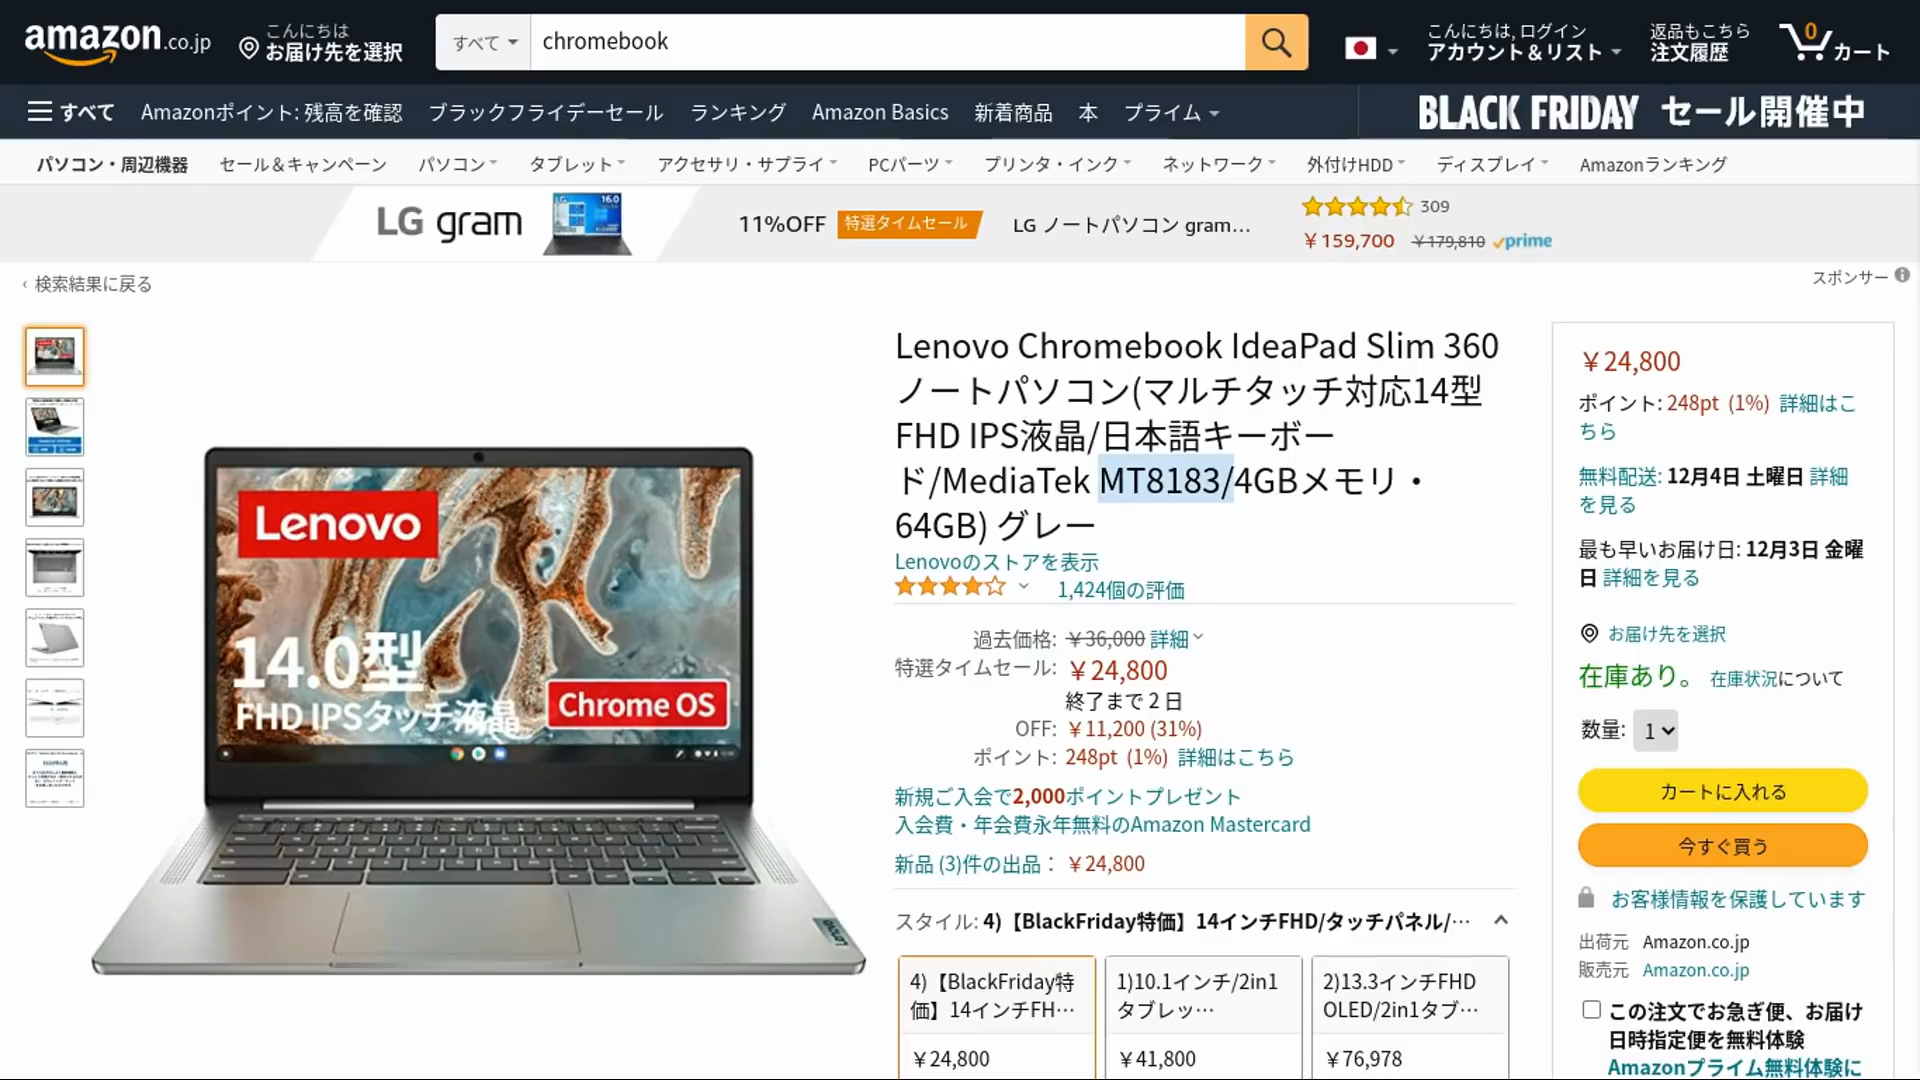 amazon.co.jp
こんにちは
お届け先を選択
すべて
chromebook
こんにちは, ログイン
アカウント&リスト
返品もこちら
注文履歴
0
カート
すべて
Amazonポイント: 残高を確認
ブラックフライデーセール
ランキング
Amazon Basics
新着商品
本
プライム
BLACK FRIDAY セール開催中
パソコン・周辺機器
セール&キャンペーン
パソコン
タブレット
アクセサリ・サプライ
PCパーツ
プリンタ・インク
ネットワーク
外付けHDD
ディスプレイ
Amazonランキング
LG gram
16.0
11%OFF
特選タイムセール
LG ノートパソコン gram…
309
￥159,700 ￥179,810 prime
スポンサー
‹ 検索結果に戻る
Lenovo
14.0型
FHD IPSタッチ液晶
Chrome OS
Lenovo
Lenovo Chromebook IdeaPad Slim 360
ノートパソコン(マルチタッチ対応14型
FHD IPS液晶/日本語キーボー
ド/MediaTek MT8183/4GBメモリ・
64GB) グレー
Lenovoのストアを表示
1,424個の評価
過去価格: ￥36,000 詳細
特選タイムセール: ￥24,800
終了まで 2 日
OFF: ￥11,200 (31%)
ポイント: 248pt (1%) 詳細はこちら
新規ご入会で2,000ポイントプレゼント
入会費・年会費永年無料のAmazon Mastercard
新品 (3)件の出品： ￥24,800
スタイル: 4)【BlackFriday特価】14インチFHD/タッチパネル/…
4)【BlackFriday特
価】14インチFH…
￥24,800
1)10.1インチ/2in1
タブレッ…
￥41,800
2)13.3インチFHD
OLED/2in1タブ…
￥76,978
￥24,800
ポイント: 248pt (1%) 詳細はこ
ちら
無料配送: 12月4日 土曜日 詳細
を見る
最も早いお届け日: 12月3日 金曜
日 詳細を見る
お届け先を選択
在庫あり。 在庫状況について
数量: 1
カートに入れる
今すぐ買う
お客様情報を保護しています
出荷元 Amazon.co.jp
販売元 Amazon.co.jp
この注文でお急ぎ便、お届け
日時指定便を無料体験
Amazonプライム無料体験に